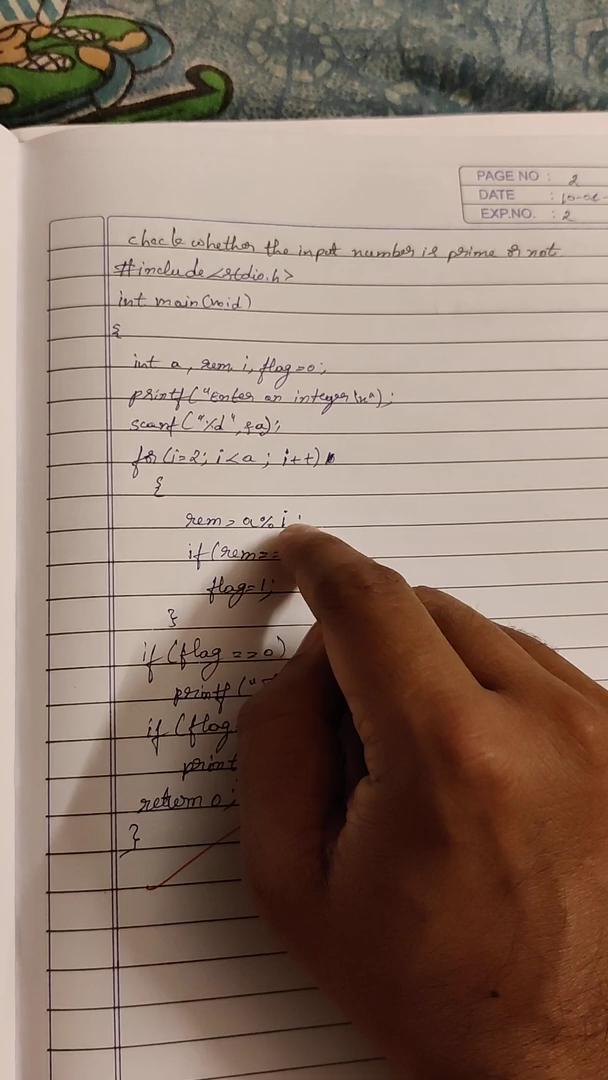 PAGE NO : 2
DATE :
EXP.NO. : 2
check whether the input number is prime or not
#include<stdio.h>
int main(void)
{
int a, rem, i, flag=0;
printf("Enter an integer\n");
scanf("%d", &a);
for(i=2; i<a; i++)
{
rem = a%i;
if(rem==
flag=1;
}
if(flag==0)
printf("
if(flag
print
return 0;
}